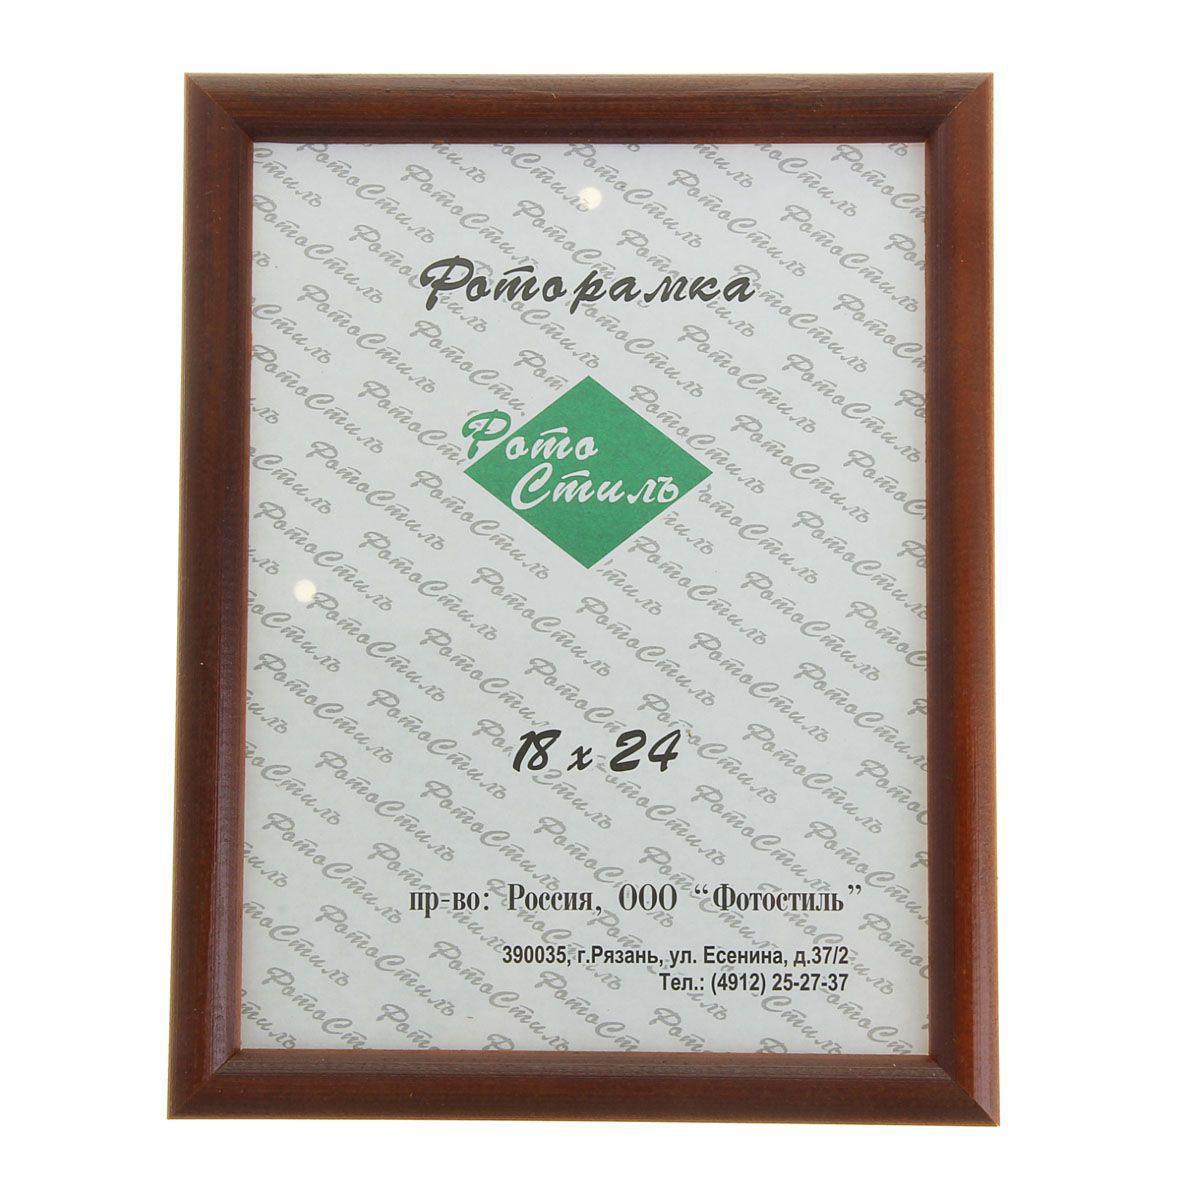 Фоторамка
Фото
Стилъ
18 х 24
пр-во: Россия, ООО “Фотостиль”
390035, г.Рязань, ул. Есенина, д.37/2
Тел.: (4912) 25-27-37